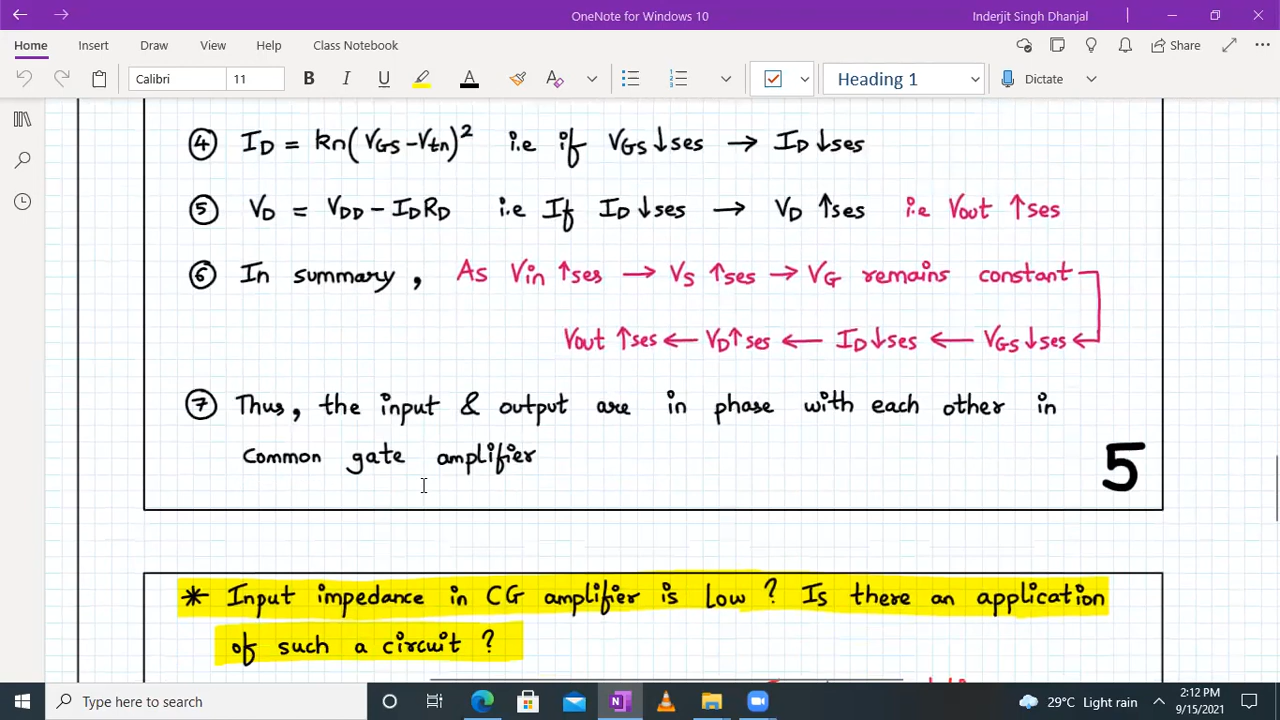 OneNote for Windows 10
Inderjit Singh Dhanjal
Home Insert Draw View Help Class Notebook
Share
Calibri 11 B I U A Heading 1 Dictate
④ ID = kn(VGS-Vtn)² i.e if VGS ↓ses → ID ↓ses
⑤ VD = VDD - IDRD i.e If ID ↓ses → VD ↑ses i.e Vout ↑ses
⑥ In summary, As Vin ↑ses → VS ↑ses → VG remains constant
Vout ↑ses ← VD↑ses ← ID↓ses ← VGS↓ses ←
⑦ Thus, the input & output are in phase with each other in
Common gate amplifier
5
* Input impedance in CG amplifier is Low ? Is there an application
of such a circuit ?
Type here to search
29°C Light rain
2:12 PM
9/15/2021